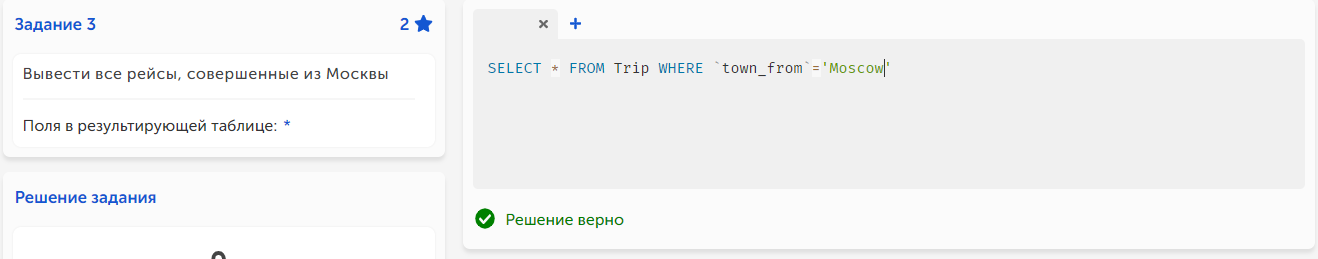 Задание 3
2
Вывести все рейсы, совершенные из Москвы
Поля в результирующей таблице: *
Решение задания
SELECT * FROM Trip WHERE `town_from`='Moscow'
Решение верно